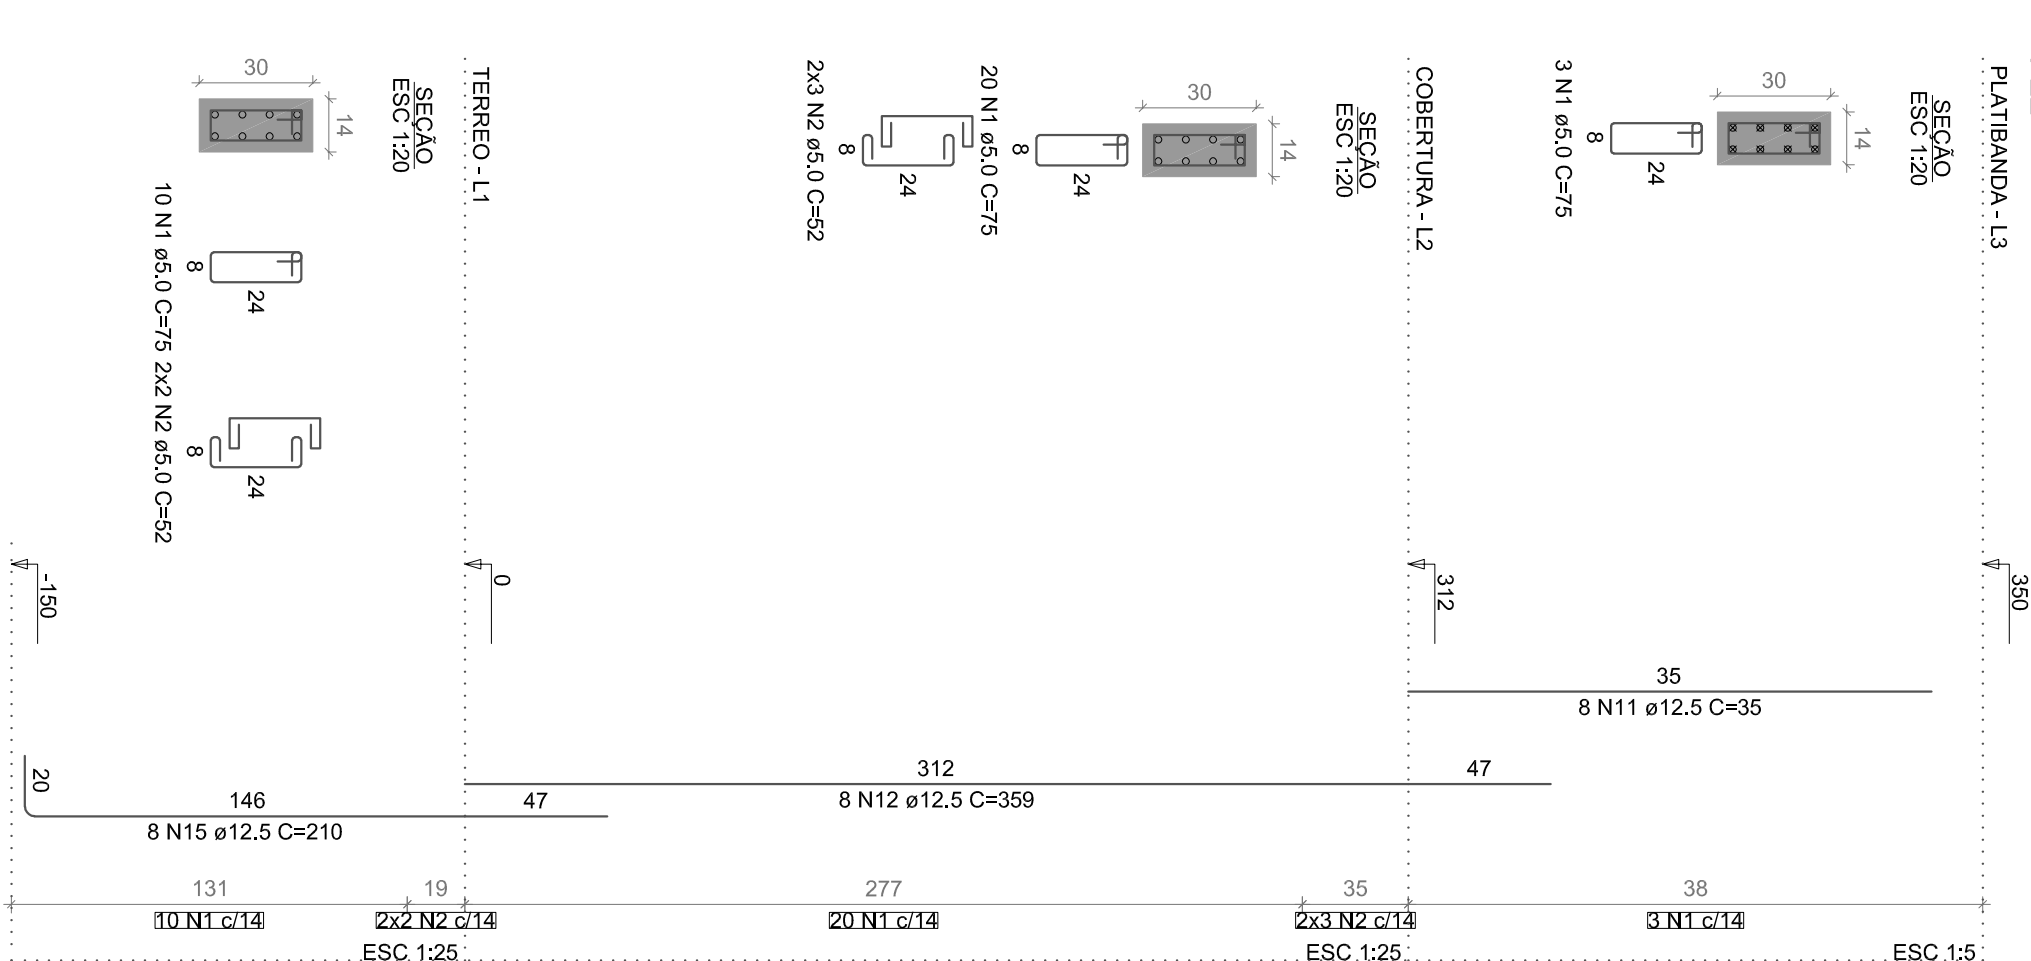 30
14
SEÇÃO
ESC 1:20
TERREO - L1
8
24
8
24
10 N1 ø5.0 C=75 2x2 N2 ø5.0 C=52
2x3 N2 ø5.0 C=52
8
24
20 N1 ø5.0 C=75
8
24
30
14
SEÇÃO
ESC 1:20
COBERTURA - L2
3 N1 ø5.0 C=75
8
24
30
14
SEÇÃO
ESC 1:20
PLATIBANDA - L3
-150
0
312
350
35
8 N11 ø12.5 C=35
312
47
8 N12 ø12.5 C=359
20
146
47
8 N15 ø12.5 C=210
131
19
277
35
38
10 N1 c/14
2x2 N2 c/14
20 N1 c/14
2x3 N2 c/14
3 N1 c/14
ESC 1:25
ESC 1:25
ESC 1:5